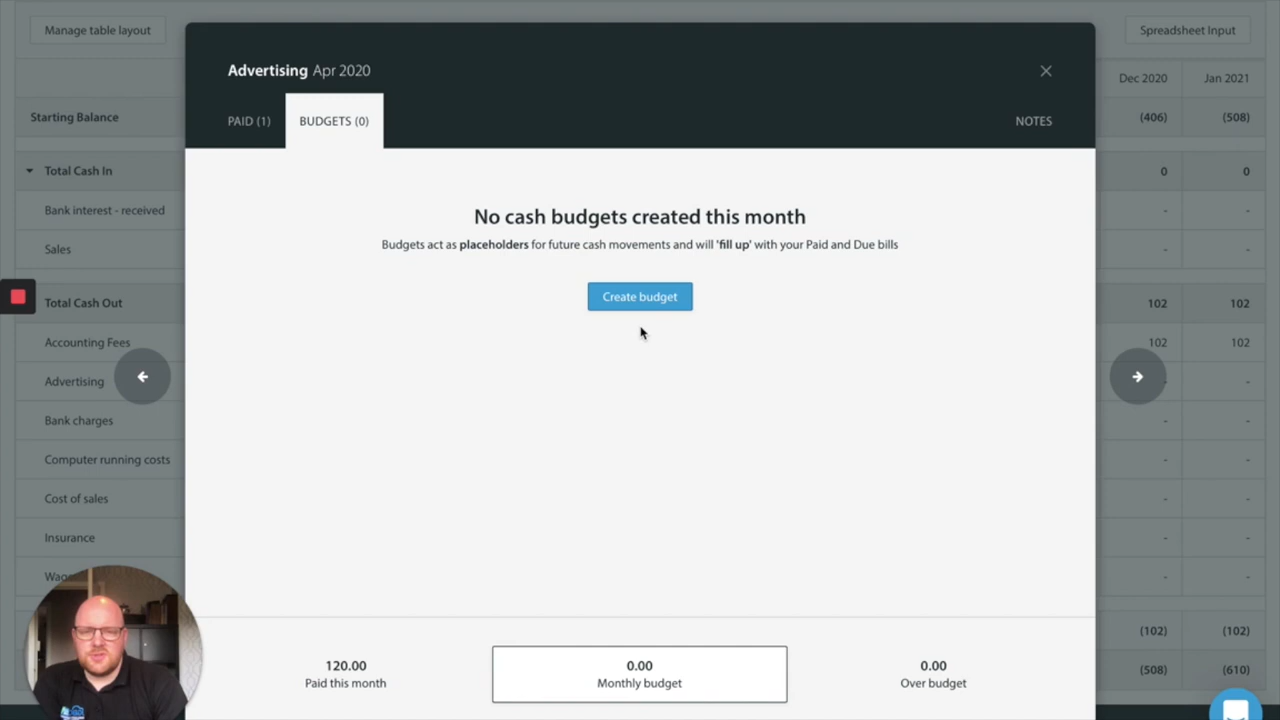 Manage table layout
Spreadsheet Input
Advertising Apr 2020
Dec 2020 Jan 2021
PAID (1) BUDGETS (0) NOTES
Starting Balance (406) (508)
Total Cash In 0 0
Bank interest - received - -
Sales - -
No cash budgets created this month
Budgets act as placeholders for future cash movements and will 'fill up' with your Paid and Due bills
Create budget
Total Cash Out 102 102
Accounting Fees 102 102
Advertising - -
Bank charges - -
Computer running costs - -
Cost of sales - -
Insurance - -
- -
(102) (102)
120.00 0.00 0.00
Paid this month Monthly budget Over budget
(508) (610)